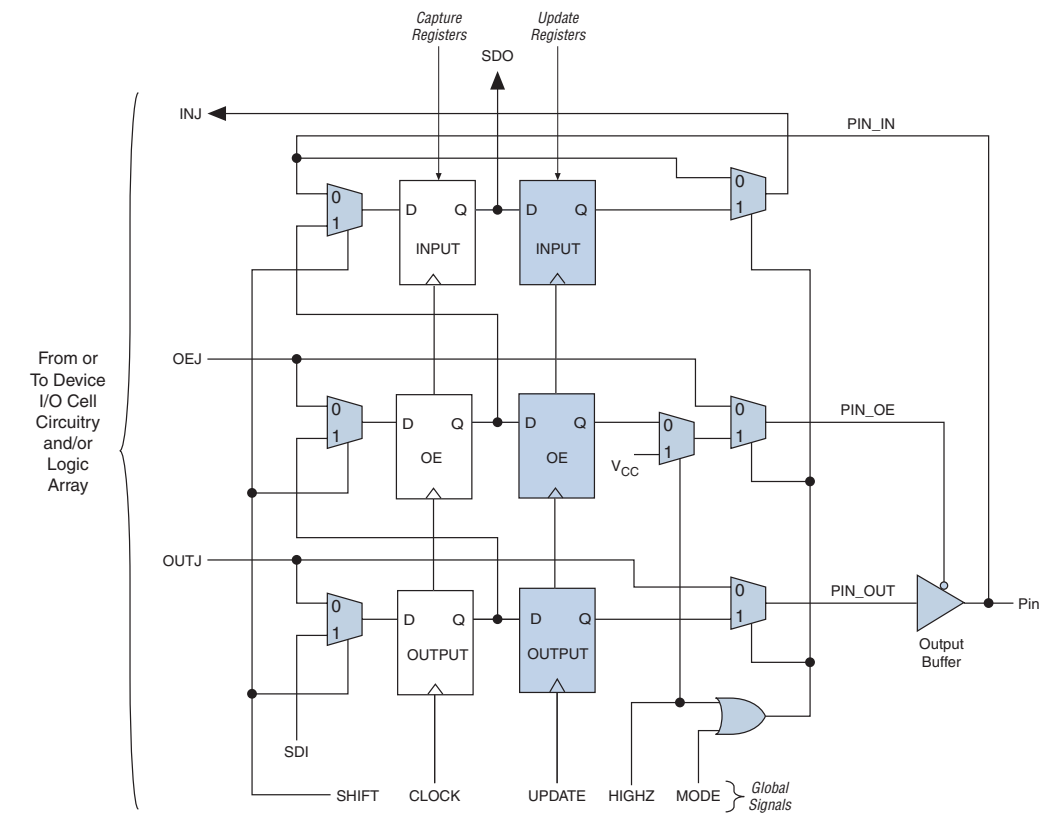 Capture
Registers
Update
Registers
SDO
INJ
PIN_IN
0
1
D Q
INPUT
D Q
INPUT
0
1
From or
To Device
I/O Cell
Circuitry
and/or
Logic
Array
OEJ
0
1
D Q
OE
D Q
OE
0
1
VCC
0
1
PIN_OE
OUTJ
0
1
D Q
OUTPUT
D Q
OUTPUT
0
1
PIN_OUT
Pin
Output
Buffer
SDI
SHIFT
CLOCK
UPDATE
HIGHZ
MODE
Global
Signals